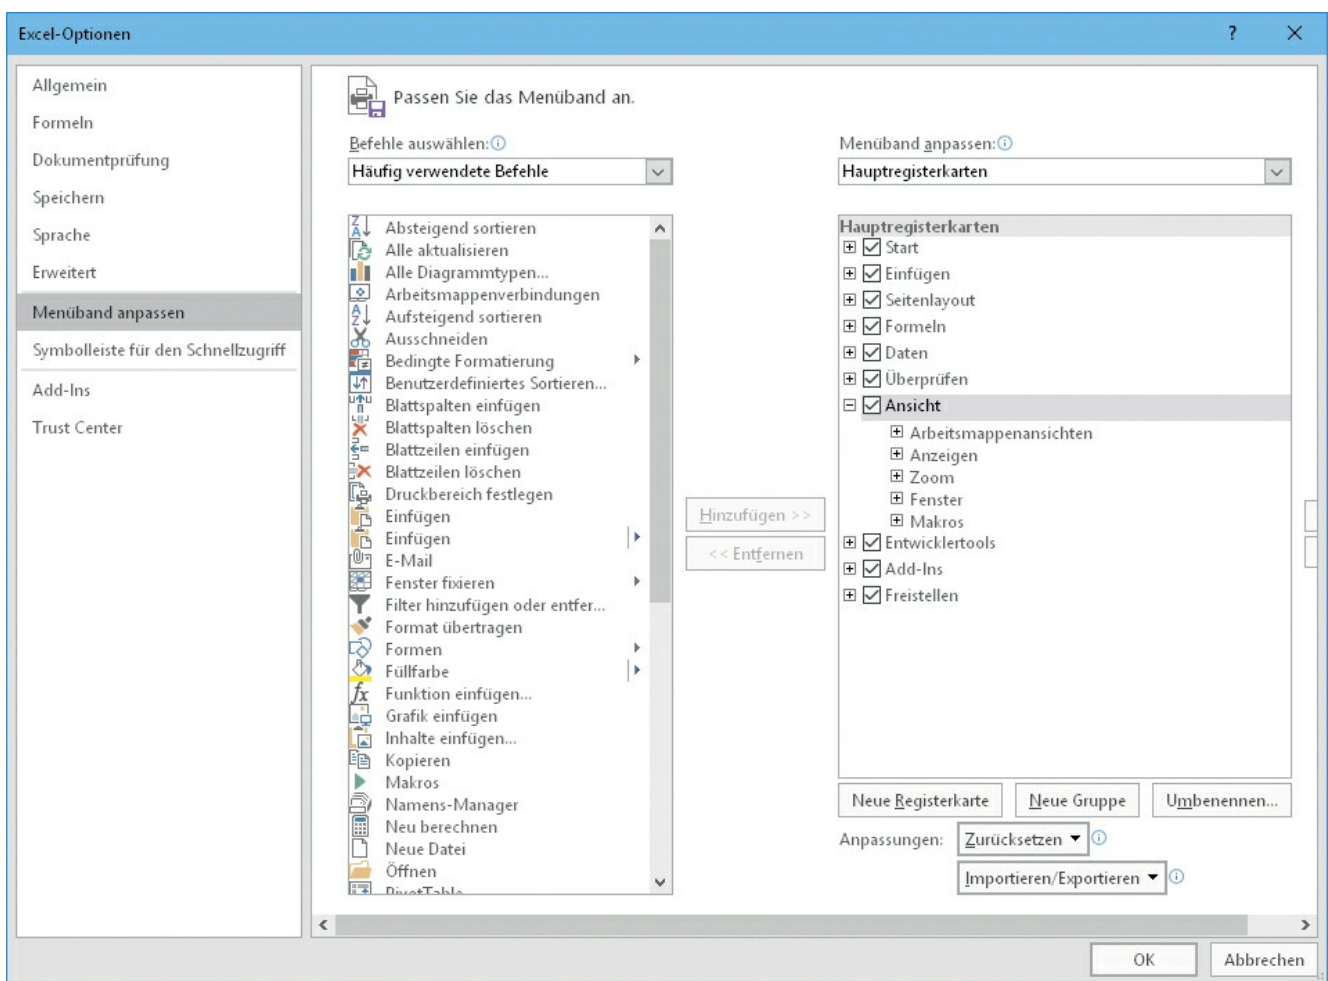 Excel-Optionen
Allgemein
Formeln
Dokumentprüfung
Speichern
Sprache
Erweitert
Menüband anpassen
Symbolleiste für den Schnellzugriff
Add-Ins
Trust Center
Passen Sie das Menüband an.
Befehle auswählen:
Häufig verwendete Befehle
Absteigend sortieren
Alle aktualisieren
Alle Diagrammtypen...
Arbeitsmappenverbindungen
Aufsteigend sortieren
Ausschneiden
Bedingte Formatierung
Benutzerdefiniertes Sortieren...
Blattspalten einfügen
Blattspalten löschen
Blattzeilen einfügen
Blattzeilen löschen
Druckbereich festlegen
Einfügen
Einfügen
E-Mail
Fenster fixieren
Filter hinzufügen oder entfer...
Format übertragen
Formen
Füllfarbe
Funktion einfügen...
Grafik einfügen
Inhalte einfügen...
Kopieren
Makros
Namens-Manager
Neu berechnen
Neue Datei
Öffnen
PivotTable
Hinzufügen >>
<< Entfernen
Menüband anpassen:
Hauptregisterkarten
Hauptregisterkarten
Start
Einfügen
Seitenlayout
Formeln
Daten
Überprüfen
Ansicht
Arbeitsmappenansichten
Anzeigen
Zoom
Fenster
Makros
Entwicklertools
Add-Ins
Freistellen
Neue Registerkarte
Neue Gruppe
Umbenennen...
Anpassungen:
Zurücksetzen
Importieren/Exportieren
OK
Abbrechen